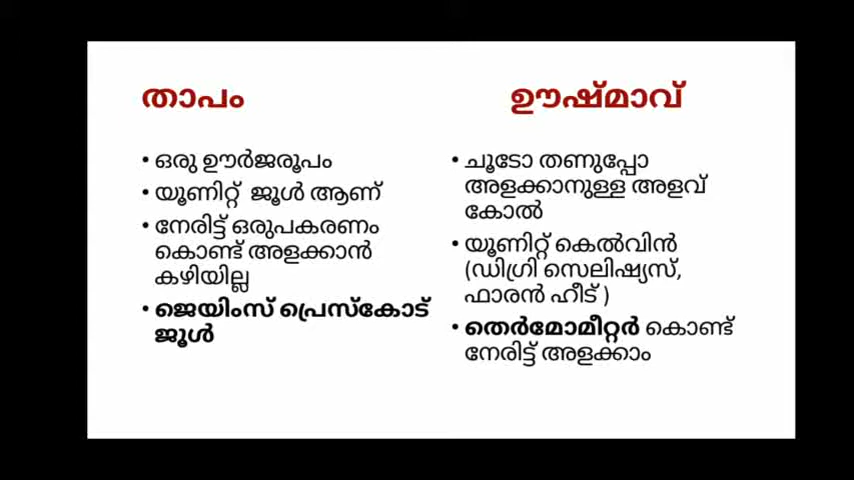 താപം
• ഒരു ഊർജരൂപം
• യൂണിറ്റ് ജൂൾ ആണ്
• നേരിട്ട് ഒരുപകരണം
കൊണ്ട് അളക്കാൻ
കഴിയില്ല
• ജെയിംസ് പ്രെസ്കോട്
ജൂൾ
ഊഷ്മാവ്
• ചൂടോ തണുപ്പോ
അളക്കാനുള്ള അളവ്
കോൽ
• യൂണിറ്റ് കെൽവിൻ
(ഡിഗ്രി സെലിഷ്യസ്,
ഫാരൻ ഹീട് )
• തെർമോമീറ്റർ കൊണ്ട്
നേരിട്ട് അളക്കാം